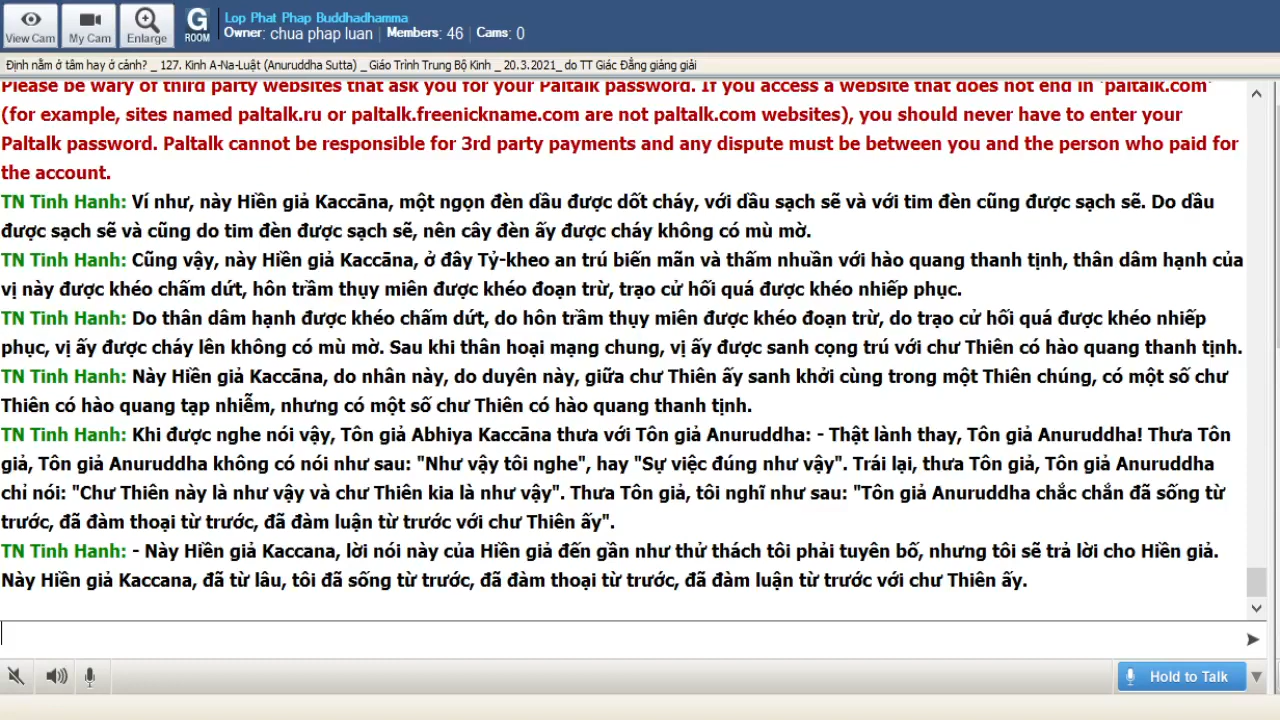 View Cam
My Cam
Enlarge
G
ROOM
Lop Phat Phap Buddhadhamma
Owner: chua phap luan | Members: 46 | Cams: 0
Định nằm ở tâm hay ở cảnh? _ 127. Kinh A-Na-Luật (Anuruddha Sutta) _ Giáo Trình Trung Bộ Kinh _ 20.3.2021_ do TT Giác Đẳng giảng giải
Please be wary of third party websites that ask you for your Paltalk password. If you access a website that does not end in 'paltalk.com'
(for example, sites named paltalk.ru or paltalk.freenickname.com are not paltalk.com websites), you should never have to enter your
Paltalk password. Paltalk cannot be responsible for 3rd party payments and any dispute must be between you and the person who paid for
the account.
TN Tinh Hanh: Ví như, này Hiền giả Kaccāna, một ngọn đèn dầu được dốt cháy, với dầu sạch sẽ và với tim đèn cũng được sạch sẽ. Do dầu
được sạch sẽ và cũng do tim đèn được sạch sẽ, nên cây đèn ấy được cháy không có mù mờ.
TN Tinh Hanh: Cũng vậy, này Hiền giả Kaccāna, ở đây Tỷ-kheo an trú biến mãn và thấm nhuần với hào quang thanh tịnh, thân dâm hạnh của
vị này được khéo chấm dứt, hôn trầm thụy miên được khéo đoạn trừ, trạo cử hối quá được khéo nhiếp phục.
TN Tinh Hanh: Do thân dâm hạnh được khéo chấm dứt, do hôn trầm thụy miên được khéo đoạn trừ, do trạo cử hối quá được khéo nhiếp
phục, vị ấy được cháy lên không có mù mờ. Sau khi thân hoại mạng chung, vị ấy được sanh cọng trú với chư Thiên có hào quang thanh tịnh.
TN Tinh Hanh: Này Hiền giả Kaccāna, do nhân này, do duyên này, giữa chư Thiên ấy sanh khởi cùng trong một Thiên chúng, có một số chư
Thiên có hào quang tạp nhiễm, nhưng có một số chư Thiên có hào quang thanh tịnh.
TN Tinh Hanh: Khi được nghe nói vậy, Tôn giả Abhiya Kaccāna thưa với Tôn giả Anuruddha: - Thật lành thay, Tôn giả Anuruddha! Thưa Tôn
giả, Tôn giả Anuruddha không có nói như sau: "Như vậy tôi nghe", hay "Sự việc đúng như vậy". Trái lại, thưa Tôn giả, Tôn giả Anuruddha
chỉ nói: "Chư Thiên này là như vậy và chư Thiên kia là như vậy". Thưa Tôn giả, tôi nghĩ như sau: "Tôn giả Anuruddha chắc chắn đã sống từ
trước, đã đàm thoại từ trước, đã đàm luận từ trước với chư Thiên ấy".
TN Tinh Hanh: - Này Hiền giả Kaccana, lời nói này của Hiền giả đến gần như thử thách tôi phải tuyên bố, nhưng tôi sẽ trả lời cho Hiền giả.
Này Hiền giả Kaccana, đã từ lâu, tôi đã sống từ trước, đã đàm thoại từ trước, đã đàm luận từ trước với chư Thiên ấy.
Hold to Talk